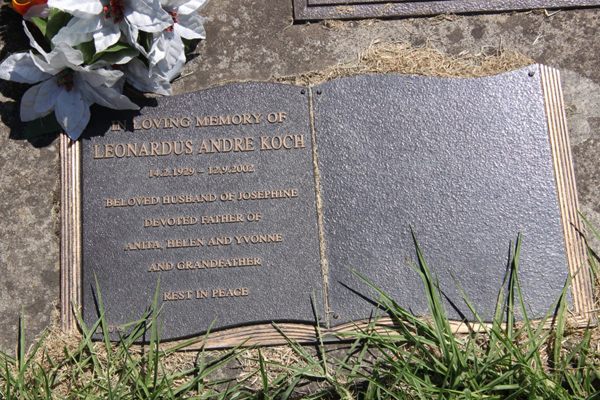 IN LOVING MEMORY OF
LEONARDUS ANDRE KOCH
14.2.1929 - 12.9.2002
BELOVED HUSBAND OF JOSEPHINE
DEVOTED FATHER OF
ANITA, HELEN AND YVONNE
AND GRANDFATHER
REST IN PEACE